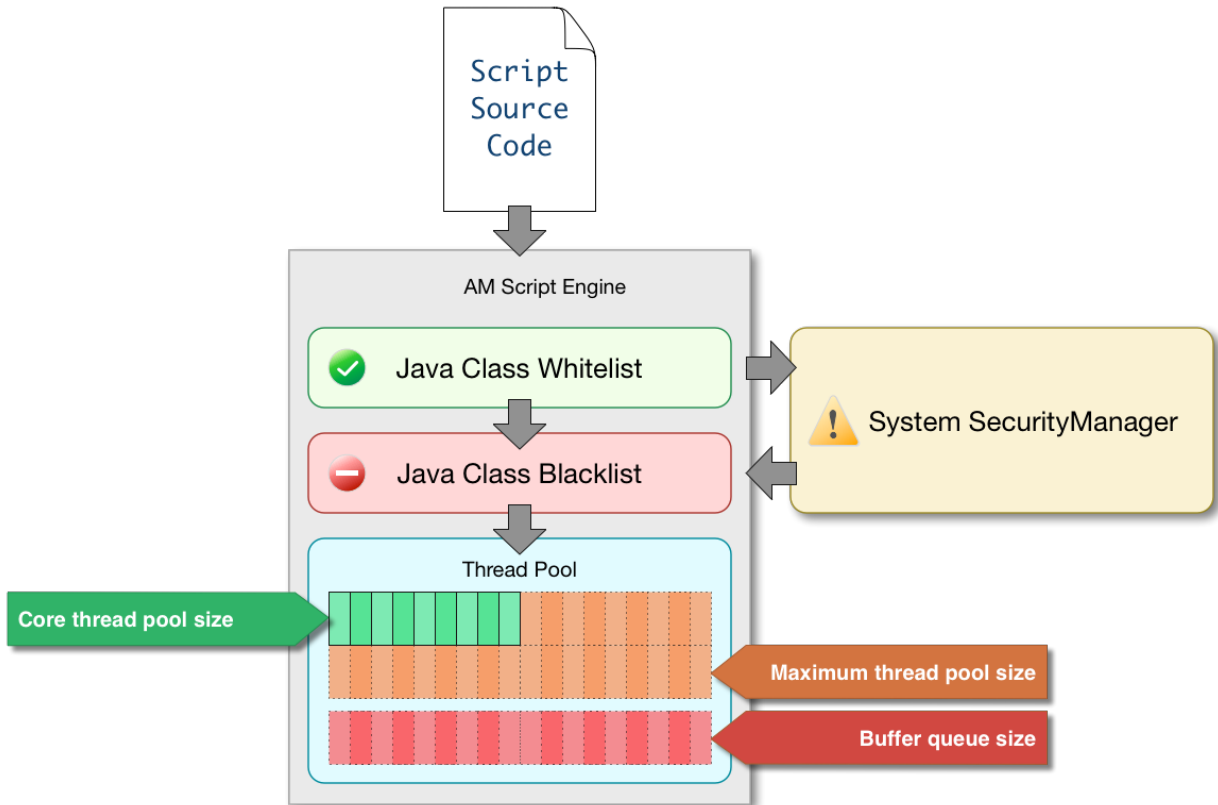 Script
Source
Code
AM Script Engine
Java Class Whitelist
System SecurityManager
Java Class Blacklist
Thread Pool
Core thread pool size
Maximum thread pool size
Buffer queue size